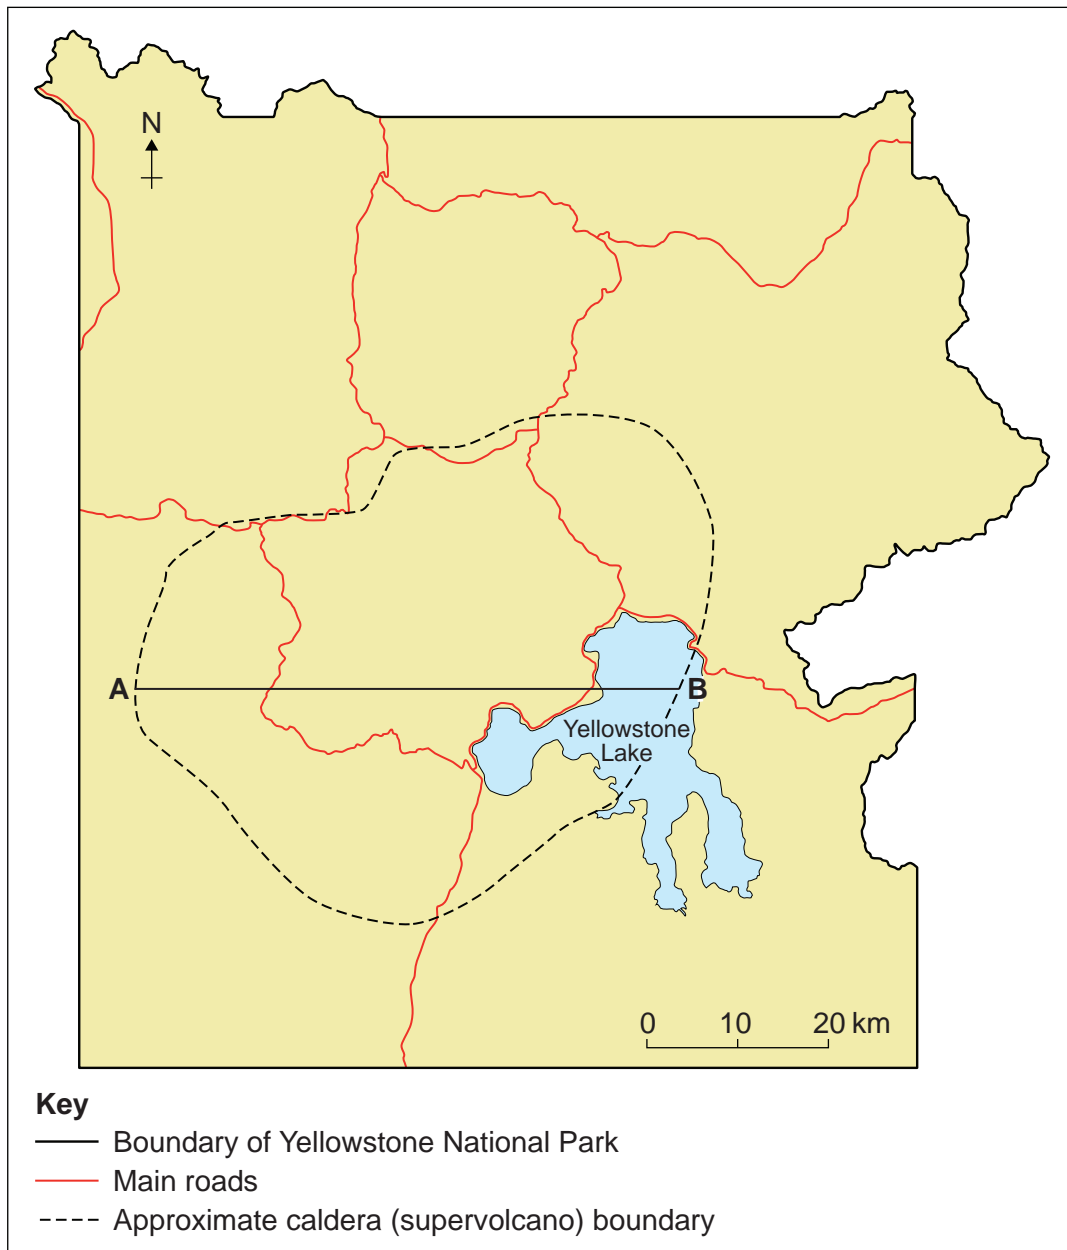 N
A
B
Yellowstone
Lake
0 10 20 km
Key
Boundary of Yellowstone National Park
Main roads
Approximate caldera (supervolcano) boundary